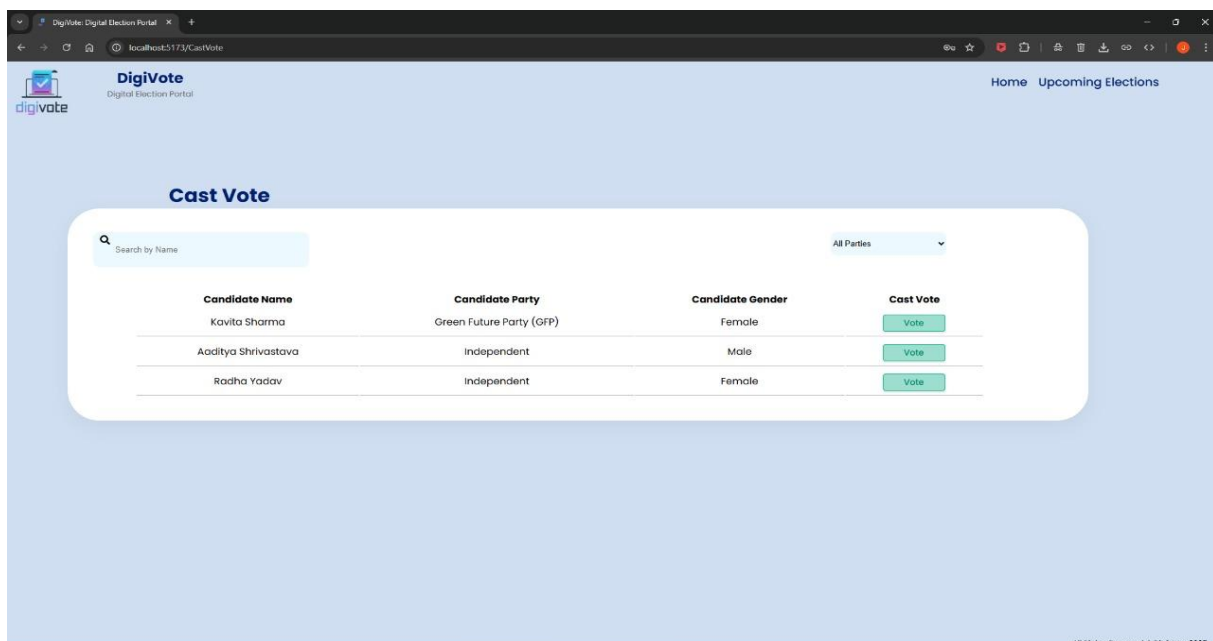 DigiVote: Digital Election Portal
localhost:5173/CastVote
digivote
DigiVote
Digital Election Portal
Home Upcoming Elections
Cast Vote
Search by Name
All Parties
Candidate Name Candidate Party Candidate Gender Cast Vote
Kavita Sharma Green Future Party (GFP) Female Vote
Aaditya Shrivastava Independent Male Vote
Radha Yadav Independent Female Vote